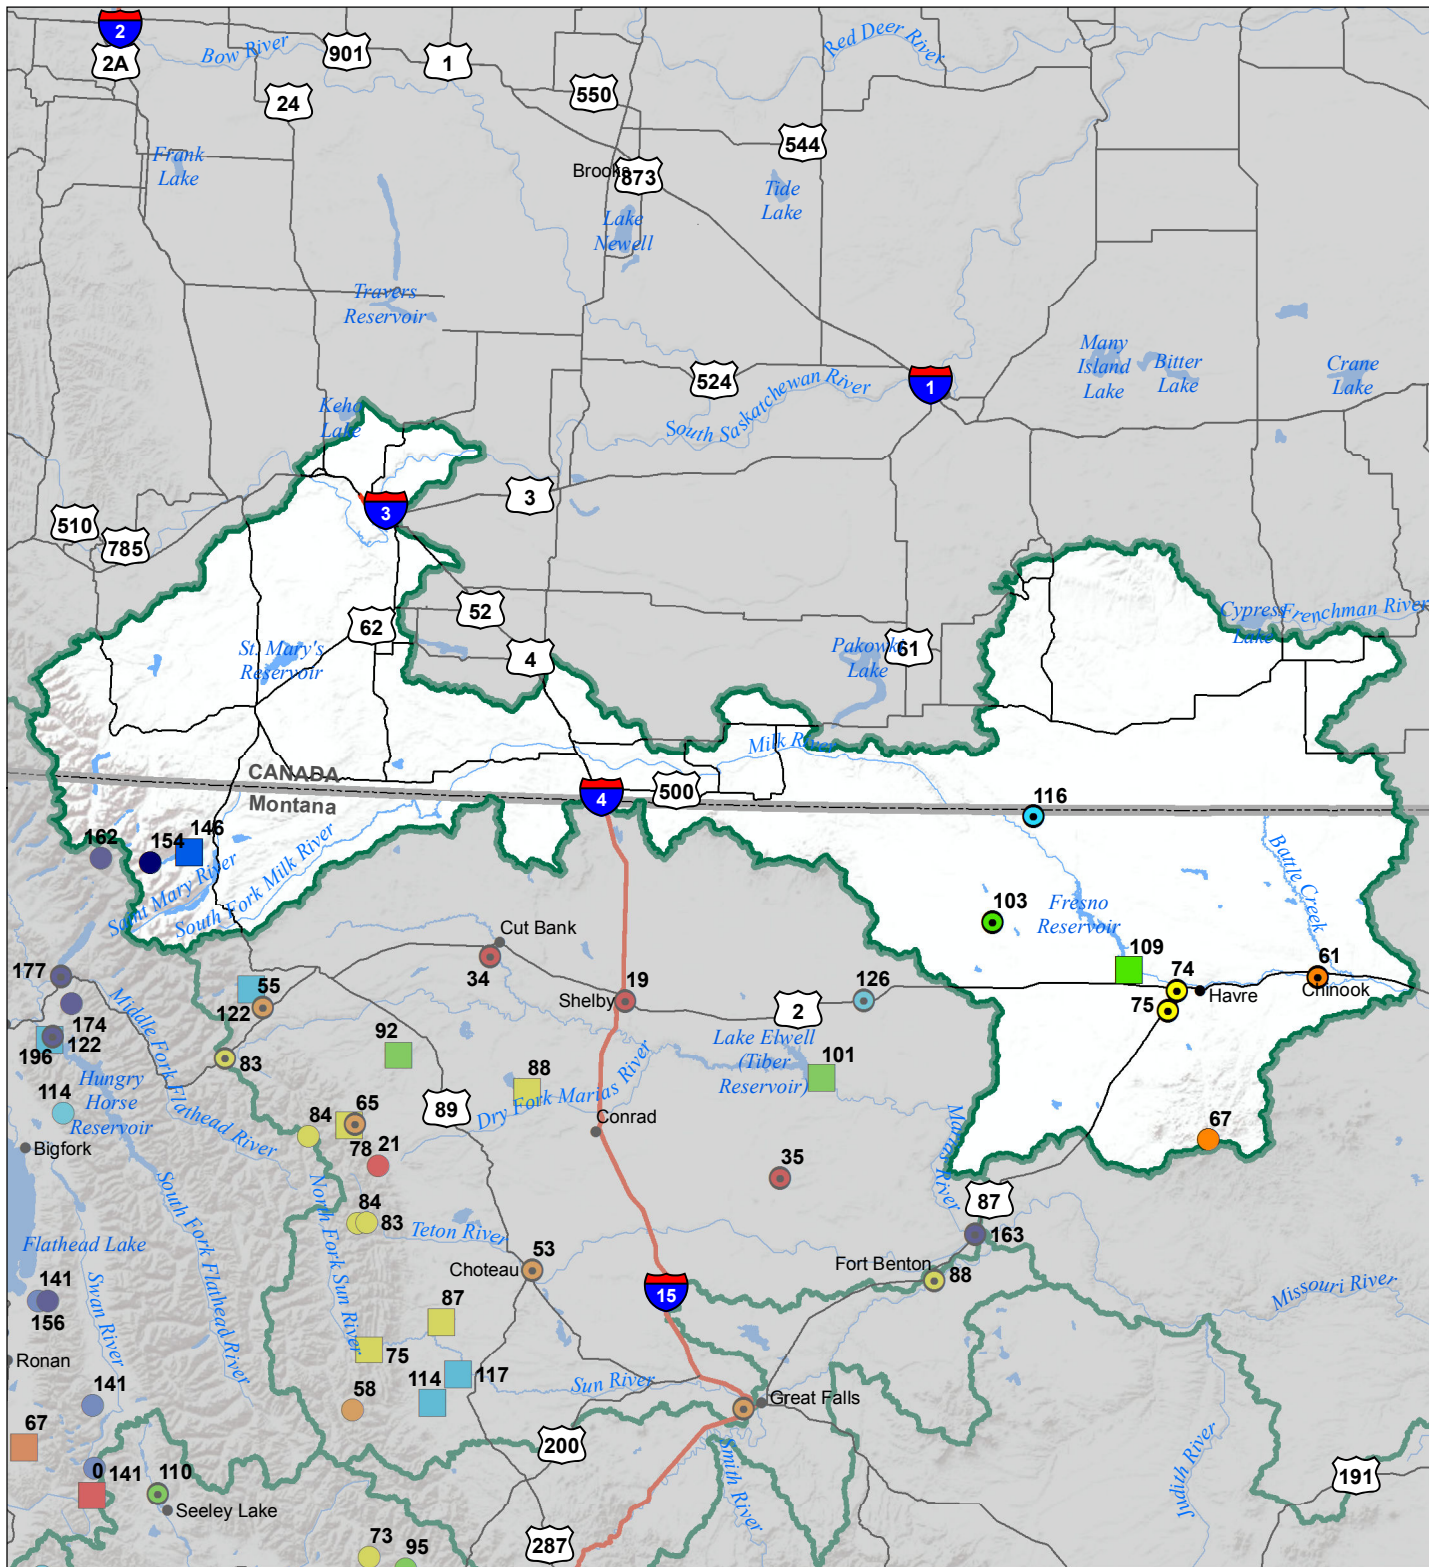 2
2A
Bow River
901
1
24
550
Red Deer River
544
Frank
Lake
Brooks
873
Tide
Lake
Lake
Newell
Travers
Reservoir
524
South Saskatchewan River
1
Many
Island
Lake
Bitter
Lake
Crane
Lake
Keho
Lake
3
3
510
785
52
62
4
St. Mary's
Reservoir
Pakowki
Lake
61
Cypress
Lake
Frenchman River
Milk River
CANADA
Montana
4
500
116
162
154
146
Saint Mary River
South Fork Milk River
Battle Creek
103
Fresno
Reservoir
109
74
75
Havre
61
Chinook
Cut Bank
34
177
55
122
19
Shelby
126
2
174
122
196
Middle Fork Flathead River
83
92
88
Lake Elwell
(Tiber
Reservoir)
101
Hungry
Horse
Reservoir
114
89
Dry Fork Marias River
Conrad
84
65
78
21
Marias River
67
Bigfork
35
87
163
South Fork Flathead River
North Fork Sun River
84
83
Teton River
Flathead Lake
53
Choteau
Fort Benton
88
141
156
Swan River
15
Missouri River
87
75
Ronan
114
117
Sun River
141
58
Great Falls
67
200
Smith River
Judith River
191
0
141
110
Seeley Lake
73
95
287